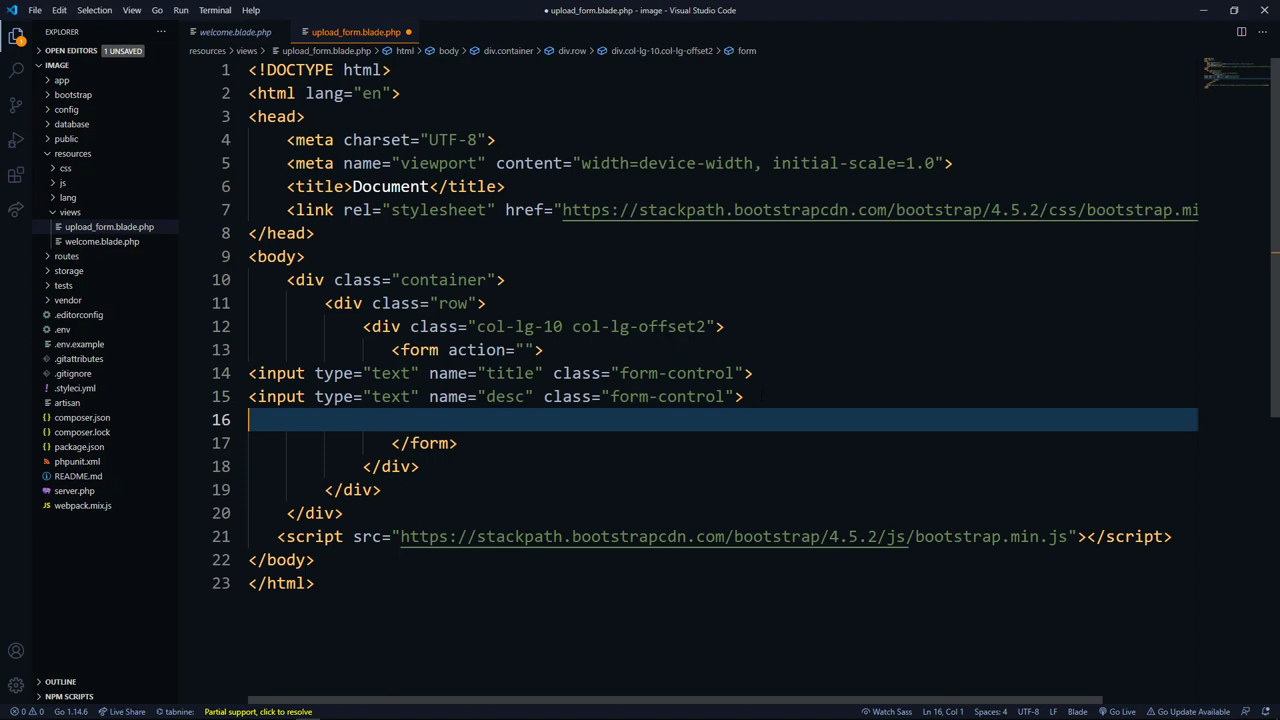 File Edit Selection View Go Run Terminal Help
● upload_form.blade.php - image - Visual Studio Code
EXPLORER
OPEN EDITORS 1 UNSAVED
IMAGE
app
bootstrap
config
database
public
resources
css
js
lang
views
upload_form.blade.php
welcome.blade.php
routes
storage
tests
vendor
.editorconfig
.env
.env.example
.gitattributes
.gitignore
.styleci.yml
artisan
composer.json
composer.lock
package.json
phpunit.xml
README.md
server.php
webpack.mix.js
OUTLINE
NPM SCRIPTS
welcome.blade.php upload_form.blade.php
resources > views > upload_form.blade.php > html > body > div.container > div.row > div.col-lg-10.col-lg-offset2 > form
1 <!DOCTYPE html>
2 <html lang="en">
3 <head>
4 <meta charset="UTF-8">
5 <meta name="viewport" content="width=device-width, initial-scale=1.0">
6 <title>Document</title>
7 <link rel="stylesheet" href="https://stackpath.bootstrapcdn.com/bootstrap/4.5.2/css/bootstrap.mi
8 </head>
9 <body>
10 <div class="container">
11 <div class="row">
12 <div class="col-lg-10 col-lg-offset2">
13 <form action="">
14 <input type="text" name="title" class="form-control">
15 <input type="text" name="desc" class="form-control">
16
17 </form>
18 </div>
19 </div>
20 </div>
21 <script src="https://stackpath.bootstrapcdn.com/bootstrap/4.5.2/js/bootstrap.min.js"></script>
22 </body>
23 </html>
0 0 Go 1.14.6 Live Share tabnine: Partial support, click to resolve Watch Sass Ln 16, Col 1 Spaces: 4 UTF-8 LF Blade Go Live Go Update Available